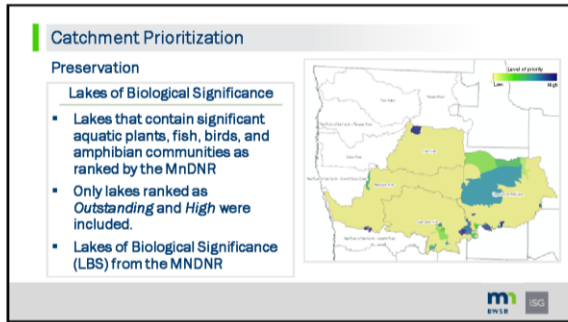 Catchment Prioritization
Preservation
Lakes of Biological Significance
▪ Lakes that contain significant
aquatic plants, fish, birds, and
amphibian communities as
ranked by the MnDNR
▪ Only lakes ranked as
Outstanding and High were
included.
▪ Lakes of Biological Significance
(LBS) from the MNDNR
Level of priority
Low
High
mn
BWSR
ISG